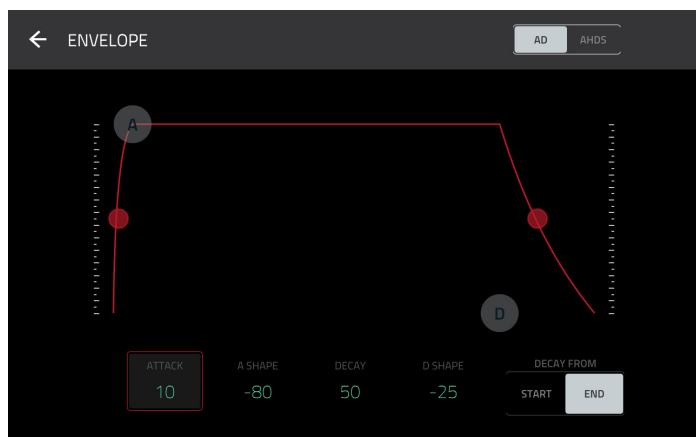 ENVELOPE
AD AHDS
A
D
ATTACK A SHAPE DECAY D SHAPE DECAY FROM
10 -80 50 -25 START END